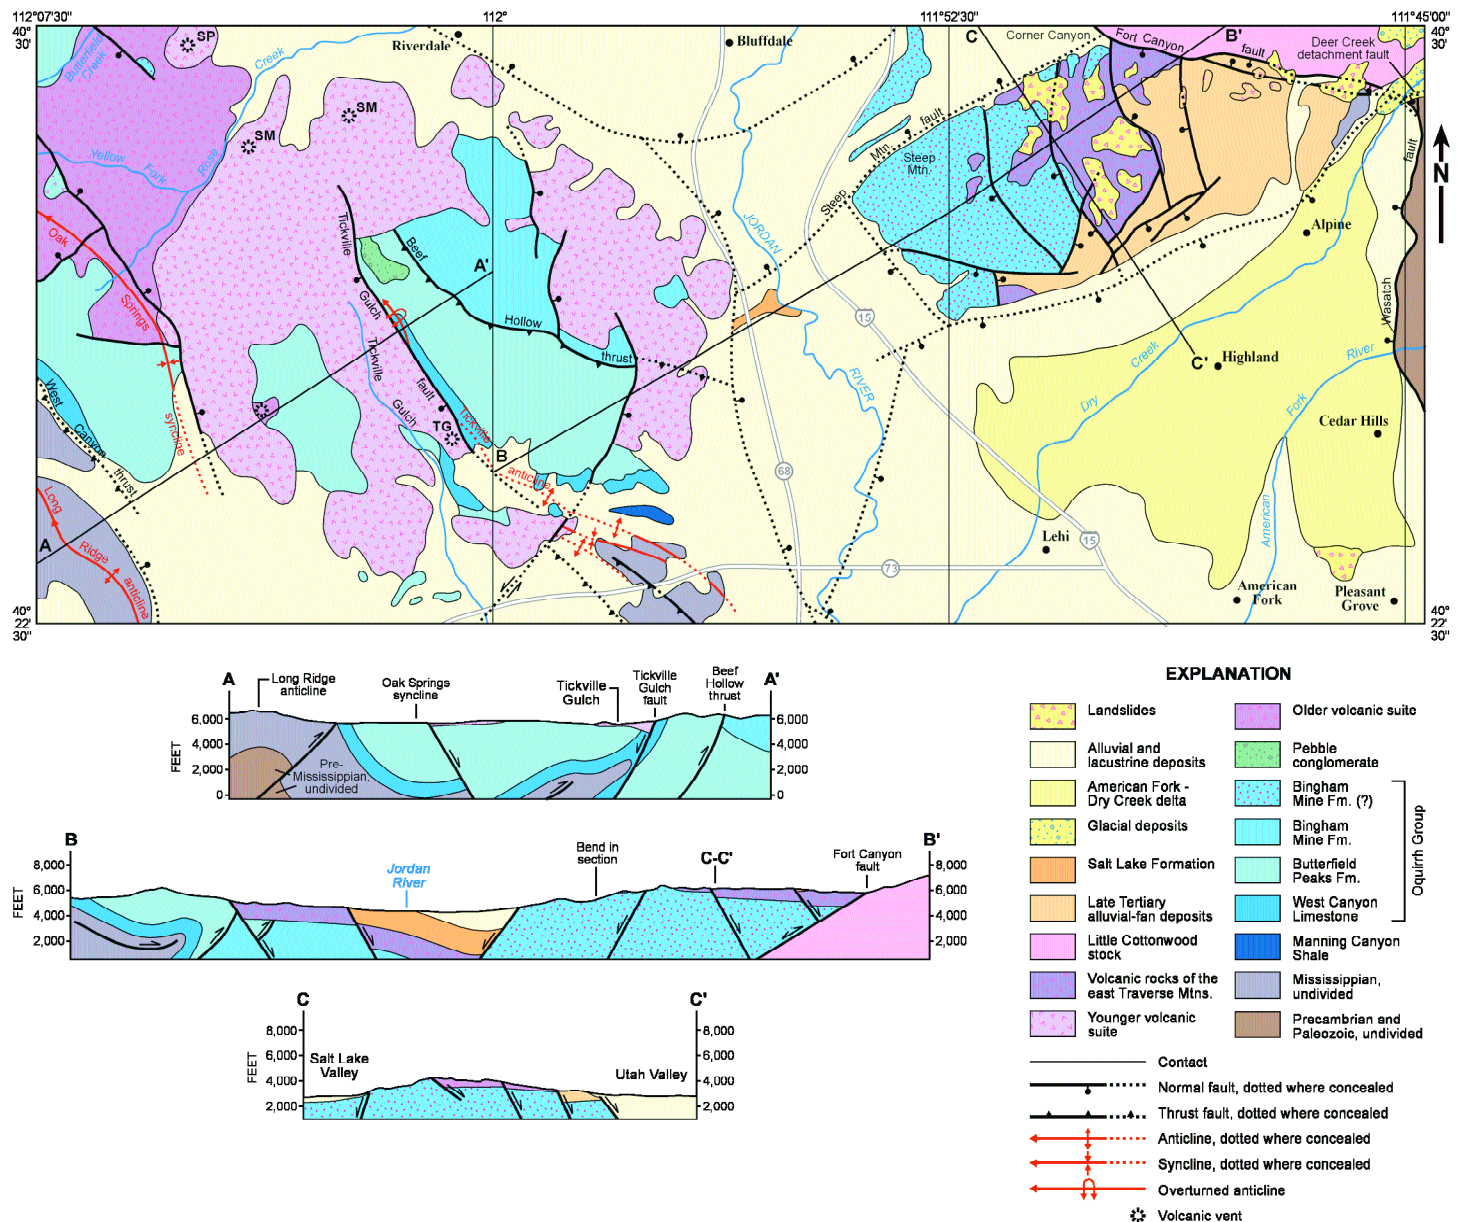 112°07'30"
112°
111°52'30"
111°45'00"
40°
30'
40°
30"
SP
Butterfield
Creek
Creek
Riverdale
Bluffdale
C
Corner Canyon
Fort Canyon
B'
fault
Deer Creek
detachment fault
SM
SM
Yellow
Fork
Rose
Mtn.
fault
Steep
Steep
Mtn.
fault
N
Oak
Springs
syncline
Tickville
Gulch
fault
Beef
Hollow
thrust
A'
JORDAN
RIVER
Alpine
Wasatch
15
Tickville
Gulch
TG
Tickville
anticline
B
West
Canyon
thrust
Dry
Creek
C'
Highland
River
Fork
American
Cedar Hills
68
Long
Ridge
anticline
A
Lehi
15
73
American
Fork
Pleasant
Grove
40°
22'
30"
40°
22'
30"
A
Long Ridge
anticline
Oak Springs
syncline
Tickville
Gulch
Tickville
Gulch
fault
Beef
Hollow
thrust
A'
FEET
6,000
4,000
2,000
0
6,000
4,000
2,000
0
Pre-
Mississippian,
undivided
B
Jordan
River
Bend in
section
C-C'
Fort Canyon
fault
B'
FEET
8,000
6,000
4,000
2,000
8,000
6,000
4,000
2,000
C
C'
FEET
8,000
6,000
4,000
2,000
8,000
6,000
4,000
2,000
Salt Lake
Valley
Utah Valley
EXPLANATION
Landslides
Alluvial and
lacustrine deposits
American Fork -
Dry Creek delta
Glacial deposits
Salt Lake Formation
Late Tertiary
alluvial-fan deposits
Little Cottonwood
stock
Volcanic rocks of the
east Traverse Mtns.
Younger volcanic
suite
Older volcanic suite
Pebble
conglomerate
Bingham
Mine Fm. (?)
Bingham
Mine Fm.
Butterfield
Peaks Fm.
West Canyon
Limestone
Oquirrh Group
Manning Canyon
Shale
Mississippian,
undivided
Precambrian and
Paleozoic, undivided
Contact
Normal fault, dotted where concealed
Thrust fault, dotted where concealed
Anticline, dotted where concealed
Syncline, dotted where concealed
Overturned anticline
Volcanic vent